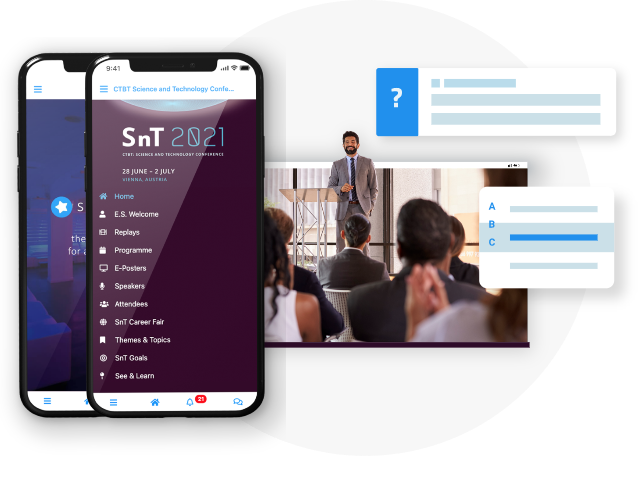 9:41
CTBT Science and Technology Confe...
SnT 2021
CTBT: SCIENCE AND TECHNOLOGY CONFERENCE
28 JUNE – 2 JULY
VIENNA, AUSTRIA
Home
E.S. Welcome
Replays
Programme
E-Posters
Speakers
Attendees
SnT Career Fair
Themes & Topics
SnT Goals
See & Learn
21
S
the
for a
?
A
B
C